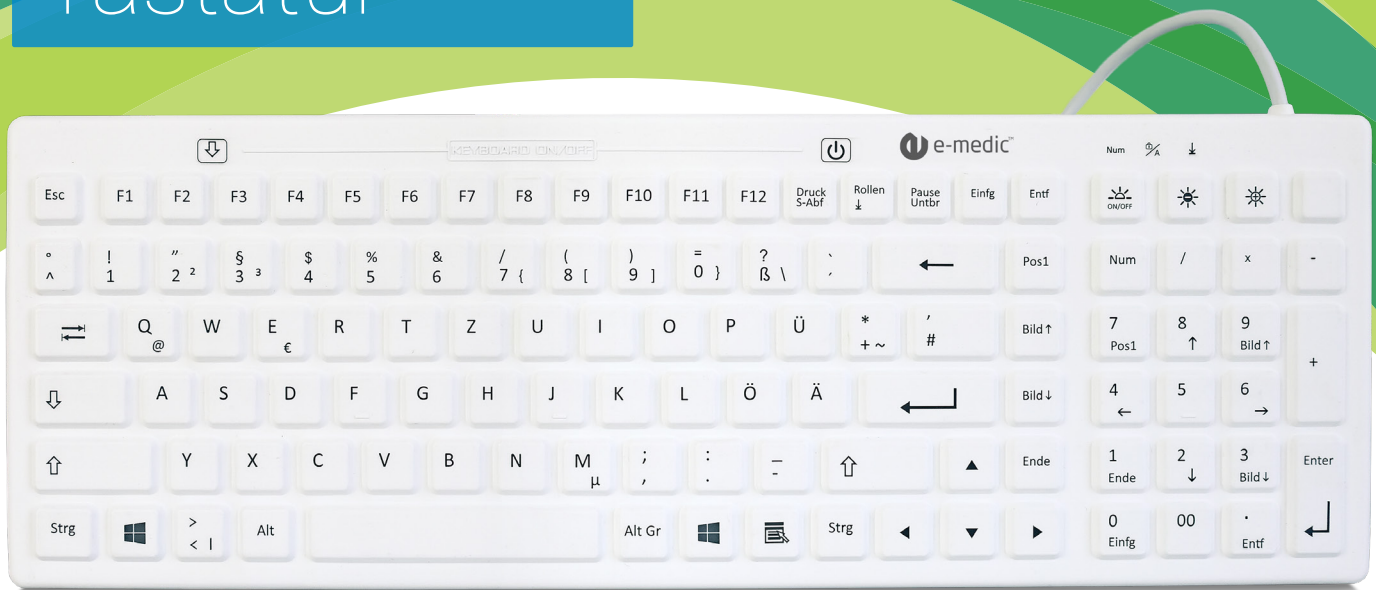 Tastatur
KEYBOARD ON/OFF
e-medic™
Num A
Esc F1 F2 F3 F4 F5 F6 F7 F8 F9 F10 F11 F12 Druck S-Abf Rollen Pause Untbr Einfg Entf ON/OFF
° ^ ! 1 " 2 ² § 3 ³ $ 4 % 5 & 6 / 7 { ( 8 [ ) 9 ] = 0 } ? ß \ ` ´ ← Pos1 Num / x -
Q @ W E € R T Z U I O P Ü * + ~ ' # Bild↑ 7 Pos1 8 ↑ 9 Bild↑ +
⇩ A S D F G H J K L Ö Ä Bild↓ 4 ← 5 6 →
⇧ Y X C V B N M µ ; , : . _ - ⇧ ▲ Ende 1 Ende 2 ↓ 3 Bild↓ Enter
Strg > < | Alt Alt Gr Strg ◀ ▼ ▶ 0 Einfg 00 . Entf